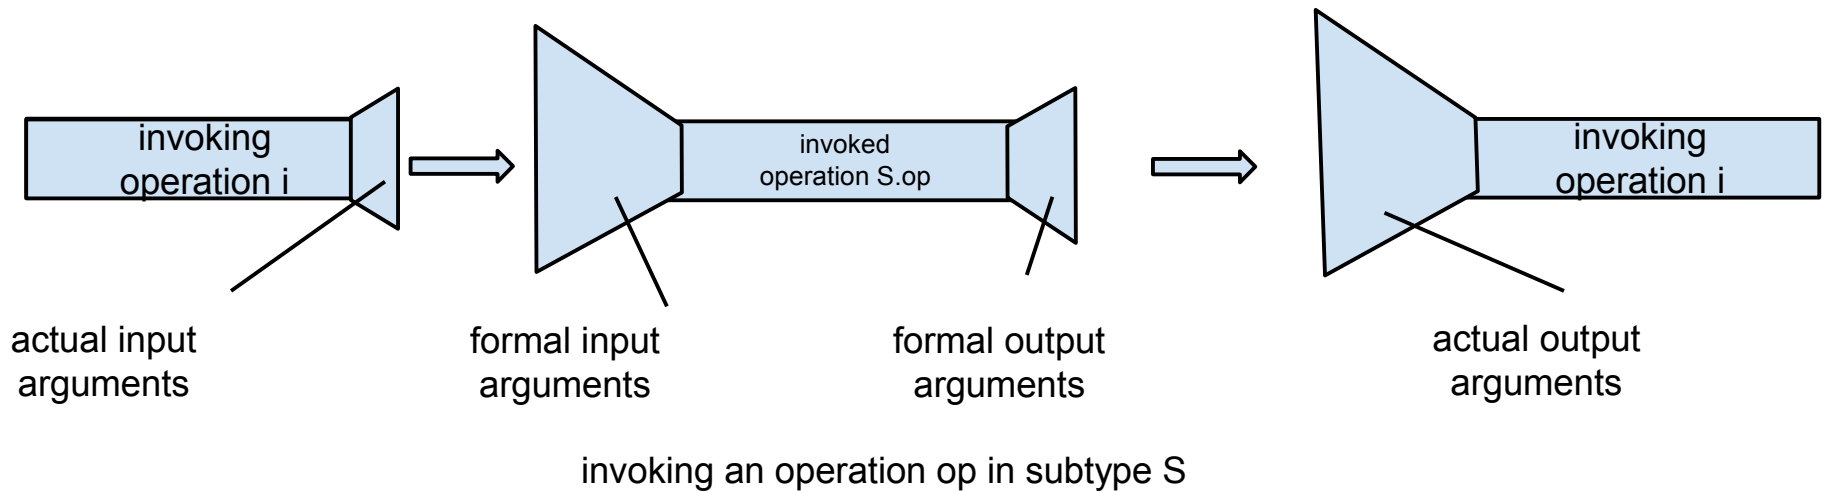 invoking
operation i
invoked
operation S.op
invoking
operation i
actual input
arguments
formal input
arguments
formal output
arguments
actual output
arguments
invoking an operation op in subtype S